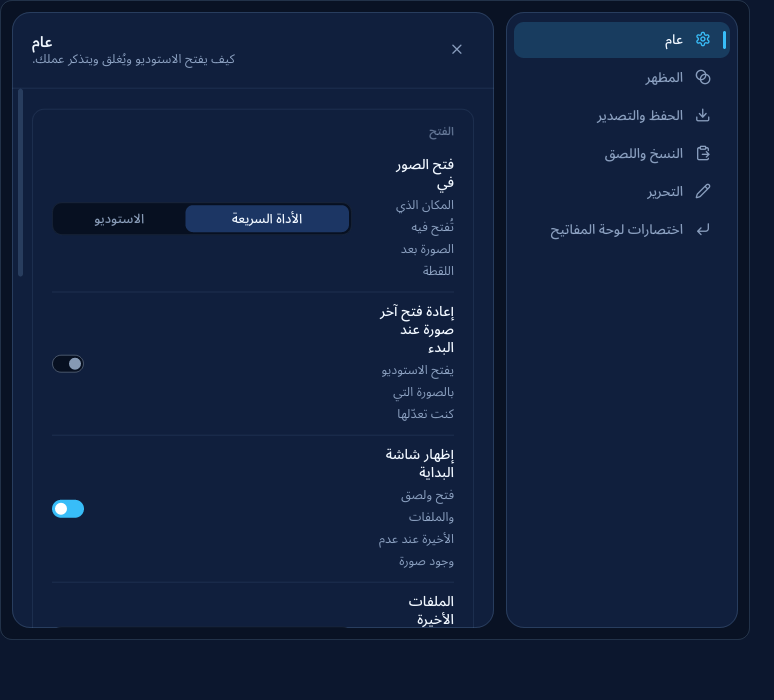 عام
المظهر
الحفظ والتصدير
النسخ واللصق
التحرير
اختصارات لوحة المفاتيح
عام
كيف يفتح الاستوديو ويُغلق ويتذكر عملك.
الفتح
فتح الصور
في
المكان الذي
تُفتح فيه
الصورة بعد
اللقطة
الأداة السريعة
الاستوديو
إعادة فتح آخر
صورة عند
البدء
يفتح الاستوديو
بالصورة التي
كنت تعدّلها
إظهار شاشة
البداية
فتح ولصق
والملفات
الأخيرة عند عدم
وجود صورة
الملفات
الأخيرة